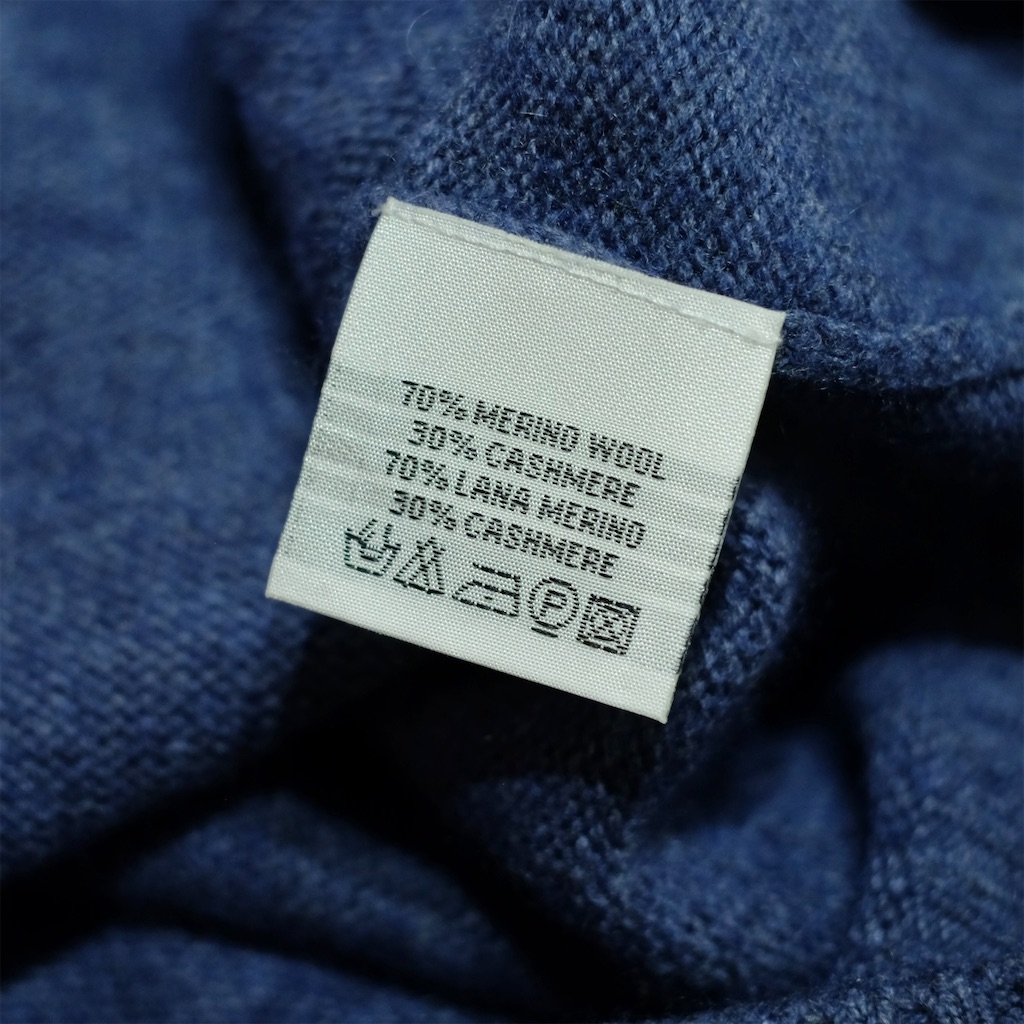 70% MERINO WOOL
30% CASHMERE
70% LANA MERINO
30% CASHMERE
P